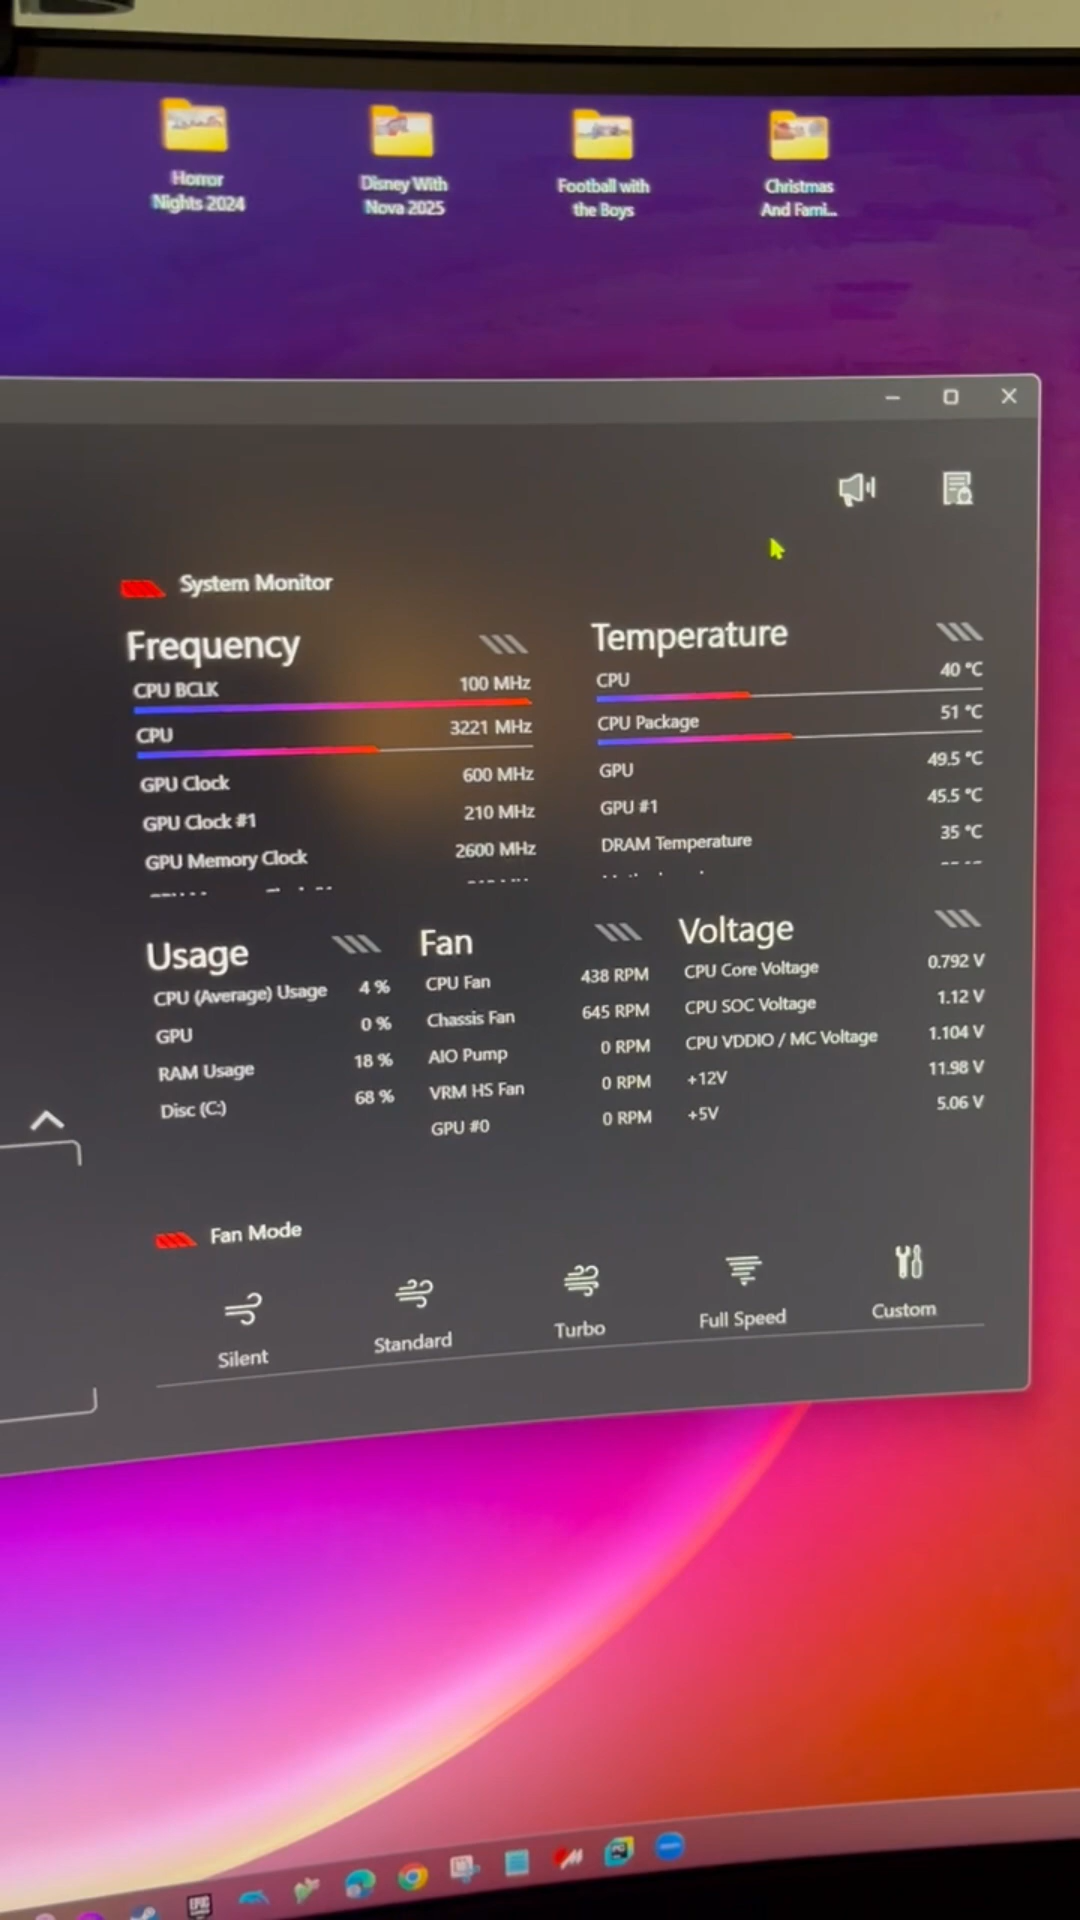 Horror
Nights 2024
Disney With
Nova 2025
Football with
the Boys
Christmas
And Fami...
System Monitor
Frequency
CPU BCLK 100 MHz
CPU 3221 MHz
GPU Clock 600 MHz
GPU Clock #1 210 MHz
GPU Memory Clock 2600 MHz
Temperature
CPU 40 °C
CPU Package 51 °C
GPU 49.5 °C
GPU #1 45.5 °C
DRAM Temperature 35 °C
Usage
CPU (Average) Usage 4 %
GPU 0 %
RAM Usage 18 %
Disc (C:) 68 %
Fan
CPU Fan 438 RPM
Chassis Fan 645 RPM
AIO Pump 0 RPM
VRM HS Fan 0 RPM
GPU #0 0 RPM
Voltage
CPU Core Voltage 0.792 V
CPU SOC Voltage 1.12 V
CPU VDDIO / MC Voltage 1.104 V
+12V 11.98 V
+5V 5.06 V
Fan Mode
Silent
Standard
Turbo
Full Speed
Custom
EPIC
PC